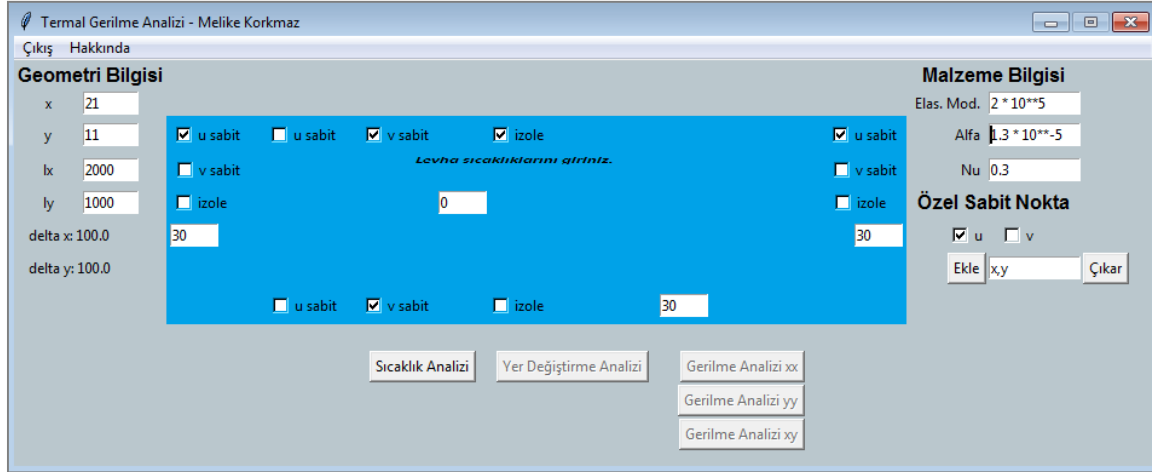 Termal Gerilme Analizi - Melike Korkmaz
Çıkış Hakkında
Geometri Bilgisi
Malzeme Bilgisi
x 21
Elas. Mod. 2 * 10**5
y 11
u sabit u sabit v sabit izole u sabit
Alfa 1.3 * 10**-5
Levha sıcaklıklarını giriniz.
lx 2000
v sabit v sabit
Nu 0.3
ly 1000
izole 0 izole
Özel Sabit Nokta
delta x: 100.0
30 30
u v
delta y: 100.0
Ekle x,y Çıkar
u sabit v sabit izole 30
Sıcaklık Analizi Yer Değiştirme Analizi Gerilme Analizi xx
Gerilme Analizi yy
Gerilme Analizi xy